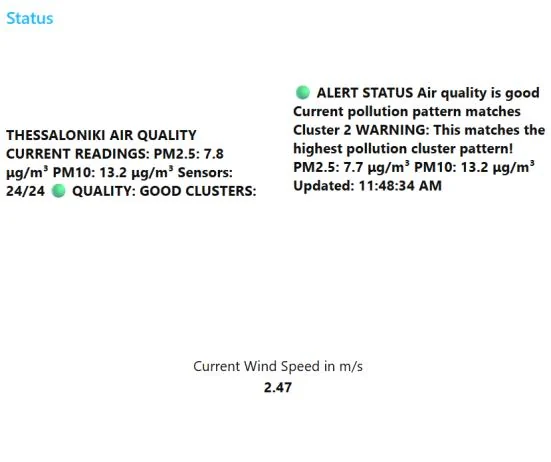 Status
THESSALONIKI AIR QUALITY
CURRENT READINGS: PM2.5: 7.8
µg/m³ PM10: 13.2 µg/m³ Sensors:
24/24 🟢 QUALITY: GOOD CLUSTERS:
🟢 ALERT STATUS Air quality is good
Current pollution pattern matches
Cluster 2 WARNING: This matches the
highest pollution cluster pattern!
PM2.5: 7.7 µg/m³ PM10: 13.2 µg/m³
Updated: 11:48:34 AM
Current Wind Speed in m/s
2.47